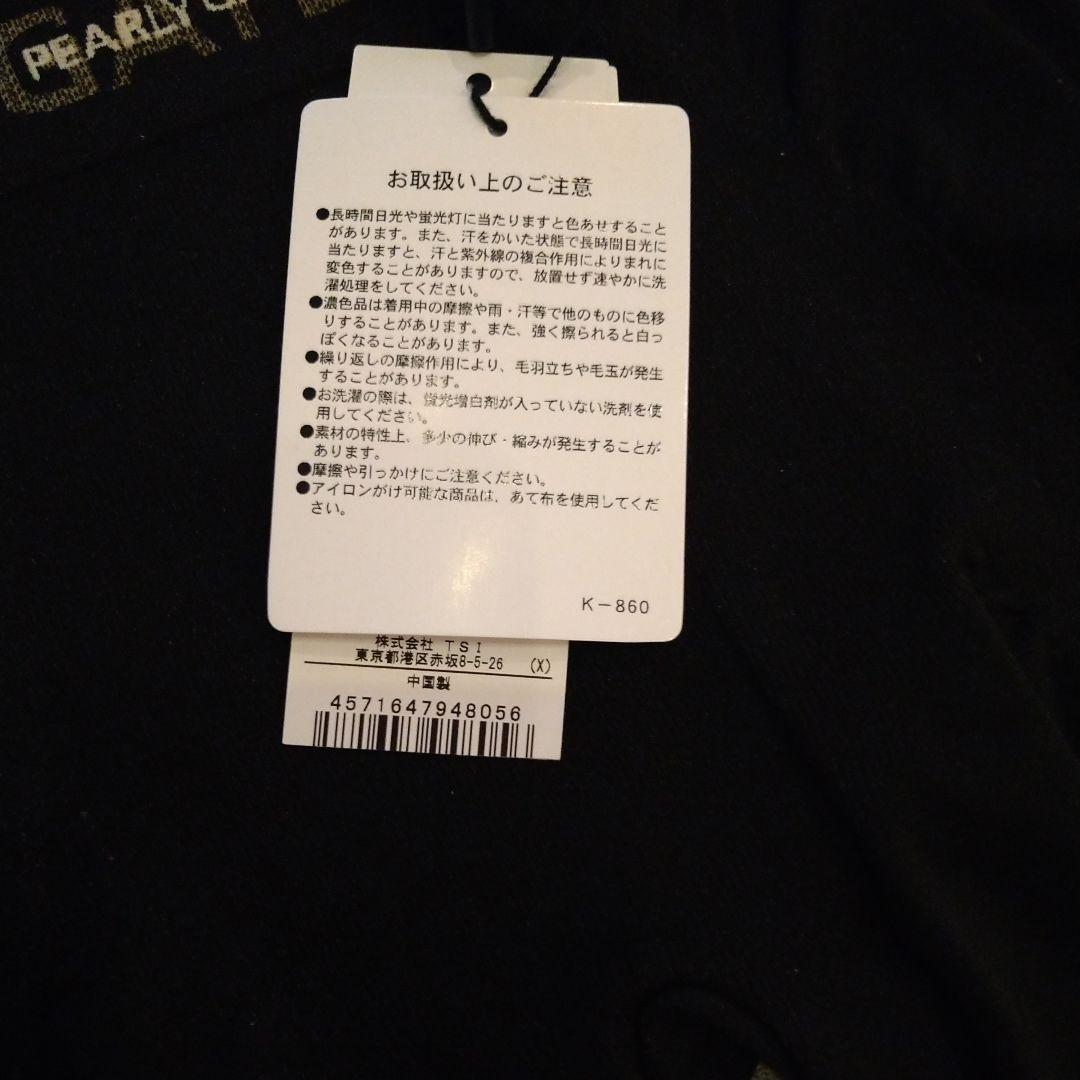 PEARLY G
GATE
お取扱い上のご注意
●長時間日光や蛍光灯に当たりますと色あせすること
があります。また、汗をかいた状態で長時間日光に
当たりますと、汗と紫外線の複合作用によりまれに
変色することがありますので、放置せず速やかに洗
濯処理をしてください。
●濃色品は着用中の摩擦や雨・汗等で他のものに色移
りすることがあります。また、強く擦られると白っ
ぽくなることがあります。
●繰り返しの摩擦作用により、毛羽立ちや毛玉が発生
することがあります。
●お洗濯の際は、蛍光増白剤が入っていない洗剤を使
用してください。
●素材の特性上、多少の伸び・縮みが発生することが
あります。
●摩擦や引っかけにご注意ください。
●アイロンがけ可能な商品は、あて布を使用してくだ
さい。
K-860
株式会社 TSI
東京都港区赤坂8-5-26 (X)
中国製
4571647948056